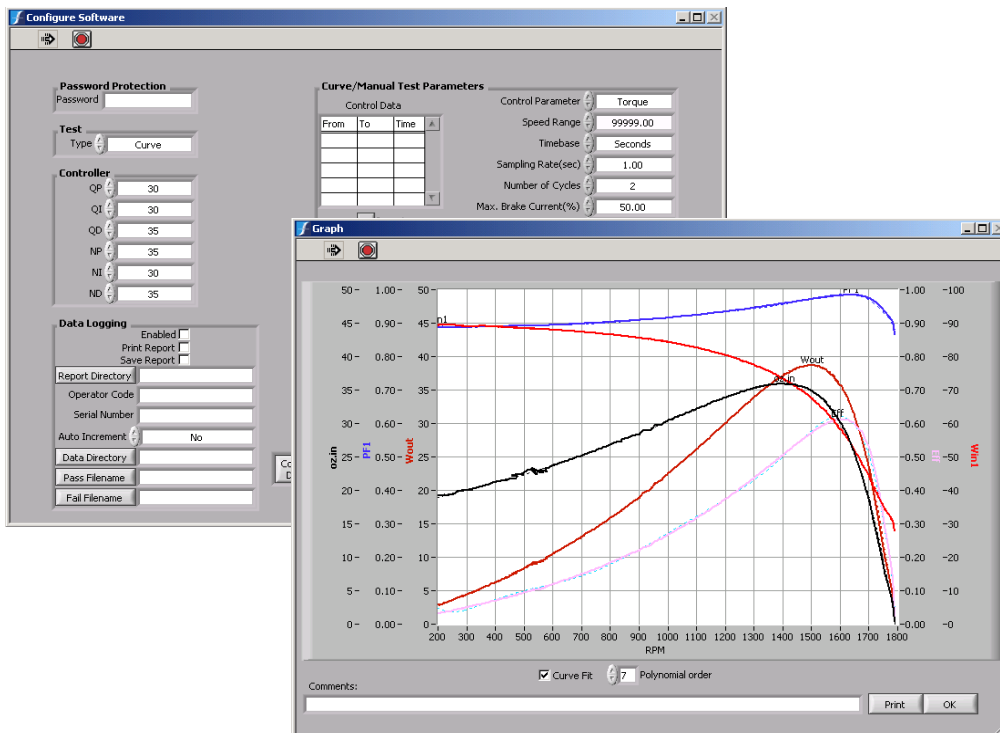 Configure Software
Password Protection
Password
Test
Type Curve
Controller
QP 30
QI 30
QD 35
NP 35
NI 30
ND 35
Data Logging
Enabled
Print Report
Save Report
Report Directory
Operator Code
Serial Number
Auto Increment No
Data Directory
Pass Filename
Fail Filename
Curve/Manual Test Parameters
Control Data
From To Time
Control Parameter Torque
Speed Range 99999.00
Timebase Seconds
Sampling Rate(sec) 1.00
Number of Cycles 2
Max. Brake Current(%) 50.00
Graph
50- 1.00- 50- -1.00 -100
45- 0.90- 45- -0.90 -90
40- 0.80- 40- -0.80 -80
35- 0.70- 35- -0.70 -70
30- 0.60- 30- -0.60 -60
25- 0.50- 25- -0.50 -50
20- 0.40- 20- -0.40 -40
15- 0.30- 15- -0.30 -30
10- 0.20- 10- -0.20 -20
5- 0.10- 5- -0.10 -10
0- 0.00- 0- -0.00 -0
oz.in
PF1
Wout
Wout
oz.in
Eff
Win1
200 300 400 500 600 700 800 900 1000 1100 1200 1300 1400 1500 1600 1700 1800
RPM
Curve Fit 7 Polynomial order
Comments:
Print OK